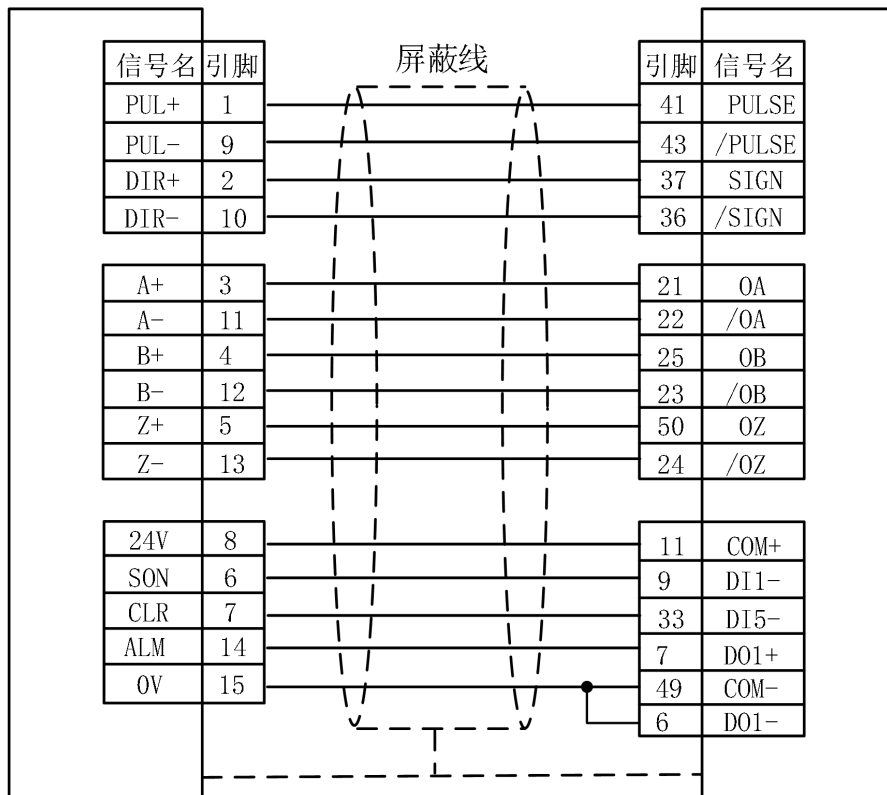 屏蔽线
信号名 引脚 引脚 信号名
PUL+ 1 41 PULSE
PUL- 9 43 /PULSE
DIR+ 2 37 SIGN
DIR- 10 36 /SIGN
A+ 3 21 OA
A- 11 22 /OA
B+ 4 25 OB
B- 12 23 /OB
Z+ 5 50 OZ
Z- 13 24 /OZ
24V 8 11 COM+
SON 6 9 DI1-
CLR 7 33 DI5-
ALM 14 7 DO1+
0V 15 49 COM-
6 DO1-